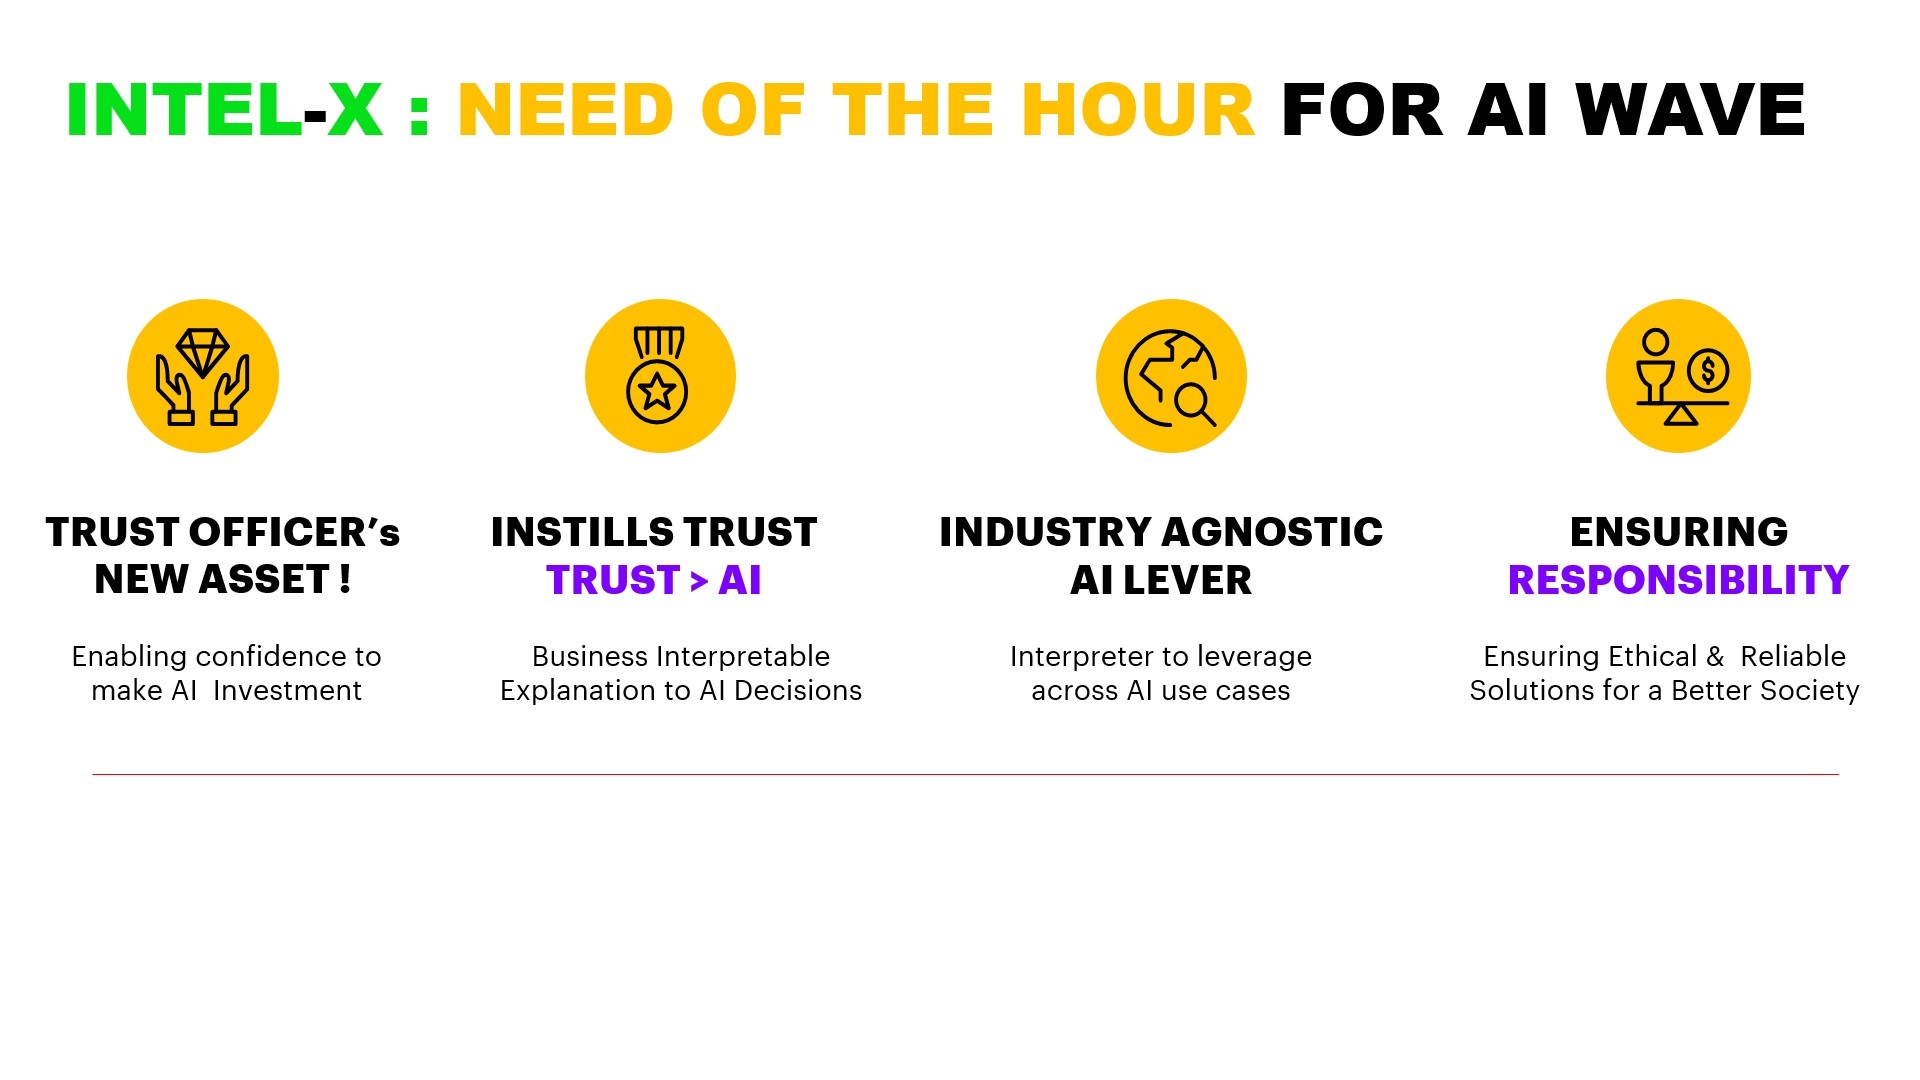 INTEL-X : NEED OF THE HOUR FOR AI WAVE
TRUST OFFICER’s
NEW ASSET !
Enabling confidence to
make AI  Investment
INSTILLS TRUST
TRUST > AI
Business Interpretable
Explanation to AI Decisions
INDUSTRY AGNOSTIC
AI LEVER
Interpreter to leverage
across AI use cases
$
ENSURING
RESPONSIBILITY
Ensuring Ethical &  Reliable
Solutions for a Better Society